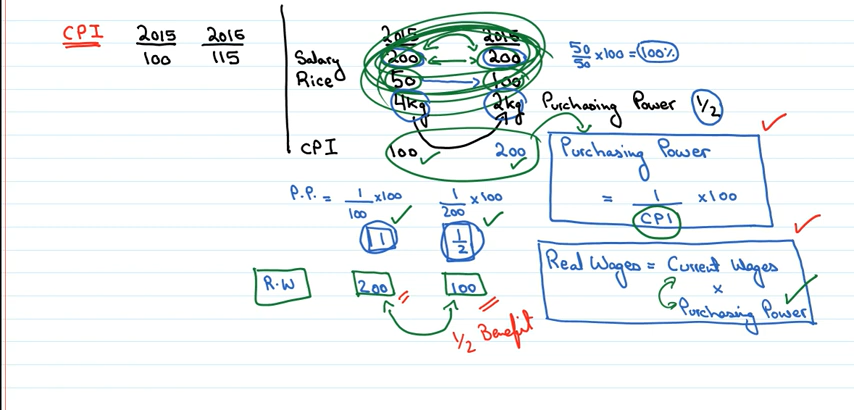 CPI 2015 2016
100 115
2015 2016
Salary 200 200
Rice 50 100
4kg 2kg
50/50 x100 = 100%
Purchasing Power 1/2
CPI 100 200
Purchasing Power
= 1/CPI x100
P.P. = 1/100 x100 1/200 x100
1 1/2
R.W 200 100
1/2 Benefit
Real Wages = Current Wages
x
Purchasing Power